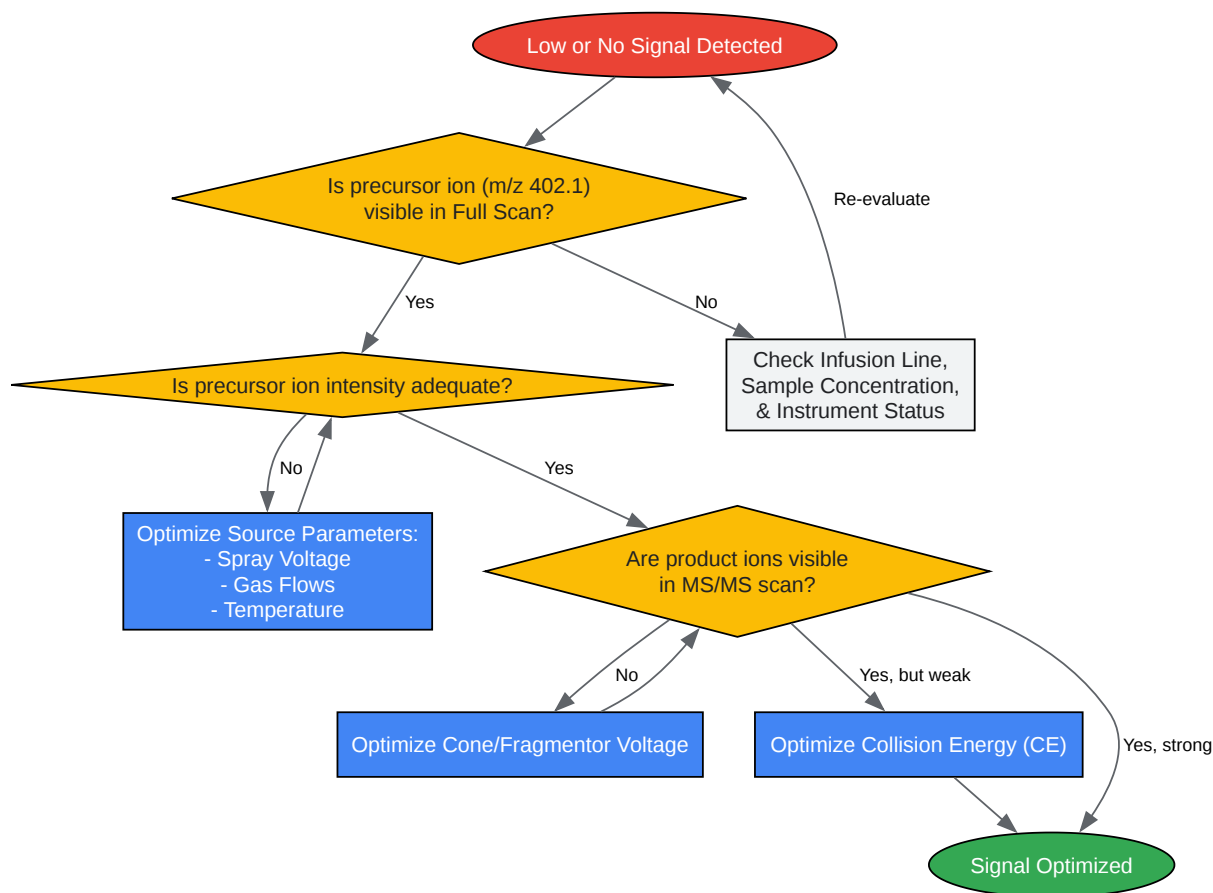 Low or No Signal Detected
Is precursor ion (m/z 402.1)
visible in Full Scan?
Re-evaluate
Yes
No
Check Infusion Line,
Sample Concentration,
& Instrument Status
Is precursor ion intensity adequate?
No
Yes
Optimize Source Parameters:
- Spray Voltage
- Gas Flows
- Temperature
Are product ions visible
in MS/MS scan?
No
Yes, but weak
Yes, strong
Optimize Cone/Fragmentor Voltage
Optimize Collision Energy (CE)
Signal Optimized